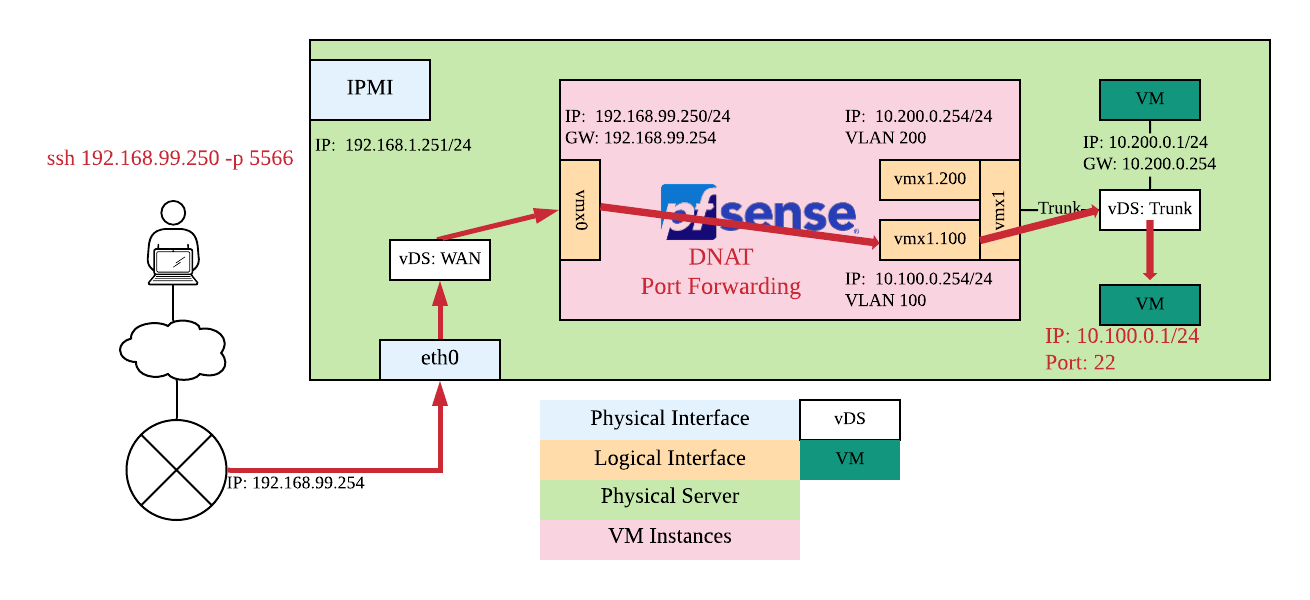 IPMI
IP: 192.168.1.251/24
ssh 192.168.99.250 -p 5566
IP: 192.168.99.250/24
GW: 192.168.99.254
IP: 10.200.0.254/24
VLAN 200
VM
IP: 10.200.0.1/24
GW: 10.200.0.254
vmx0
vmx1.200
vmx1
pfsense
Trunk
vDS: Trunk
vmx1.100
vDS: WAN
DNAT
Port Forwarding
IP: 10.100.0.254/24
VLAN 100
VM
IP: 10.100.0.1/24
Port: 22
eth0
IP: 192.168.99.254
Physical Interface
vDS
Logical Interface
VM
Physical Server
VM Instances